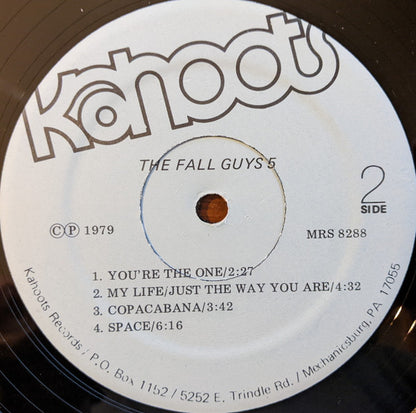 Kahoots
THE FALL GUYS 5
2
SIDE
ⒸⓅ 1979
MRS 8288
1. YOU'RE THE ONE/2:27
2. MY LIFE/JUST THE WAY YOU ARE/4:32
3. COPACABANA/3:42
4. SPACE/6:16
Kahoots Records / P.O. Box 1152 / 5252 E. Trindle Rd. / Mechanicsburg, PA 17055